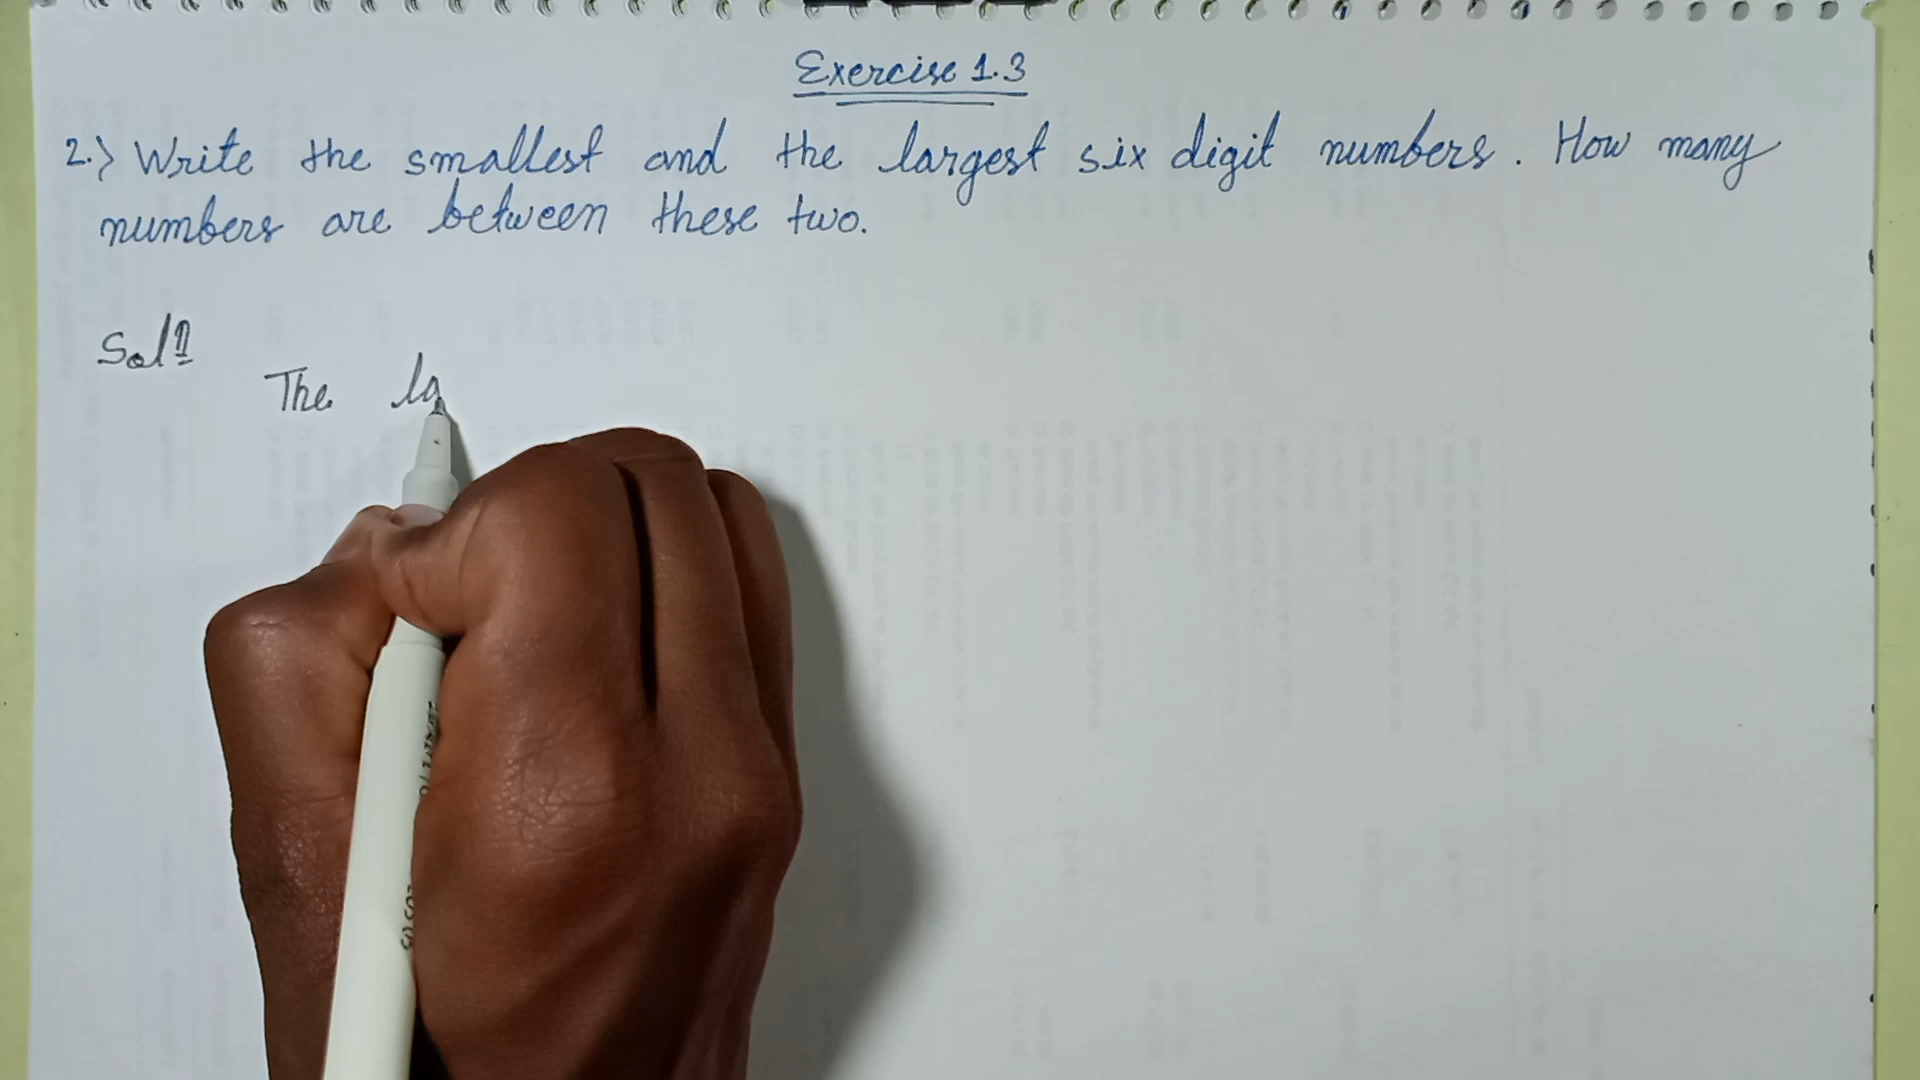 Exercise 1.3
2.) Write the smallest and the largest six digit numbers. How many
numbers are between these two.
Solⁿ
The la